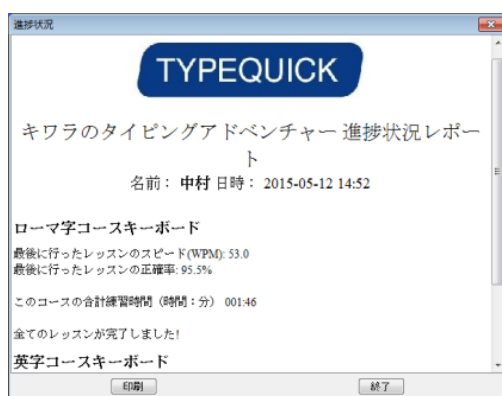 進捗状況
TYPEQUICK
キワラのタイピングアドベンチャー 進捗状況レポー
ト
名前： 中村 日時： 2015-05-12 14:52
ローマ字コースキーボード
最後に行ったレッスンのスピード(WPM): 53.0
最後に行ったレッスンの正確率: 95.5%
このコースの合計練習時間（時間：分） 001:46
全てのレッスンが完了しました!
英字コースキーボード
印刷
終了